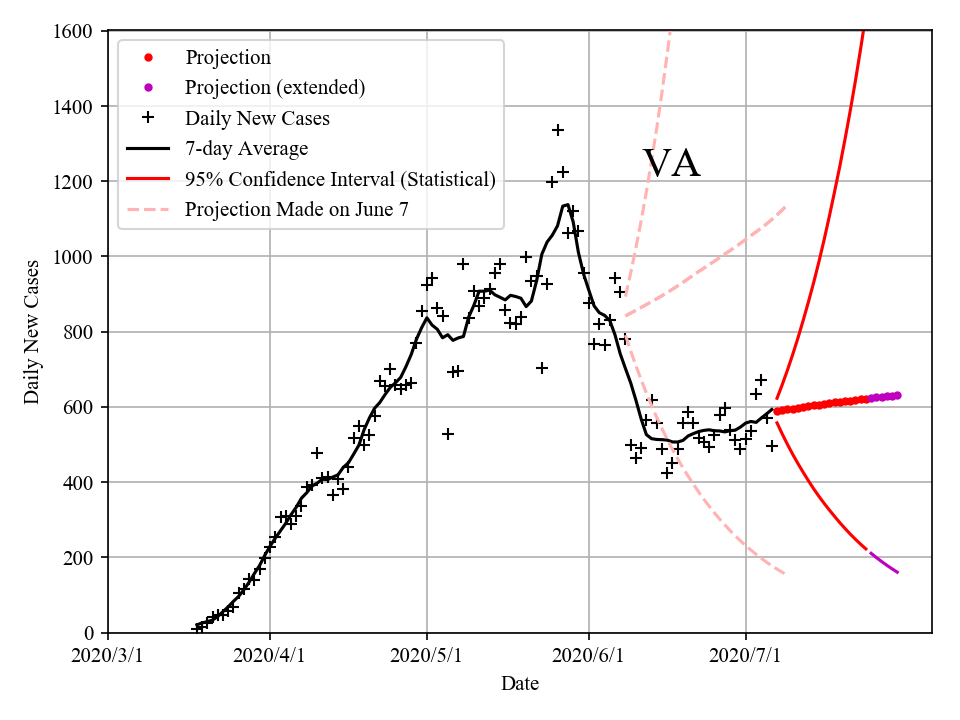 1600
1400
1200
1000
800
600
400
200
0
Daily New Cases
Projection
Projection (extended)
Daily New Cases
7-day Average
95% Confidence Interval (Statistical)
Projection Made on June 7
VA
2020/3/1
2020/4/1
2020/5/1
2020/6/1
2020/7/1
Date